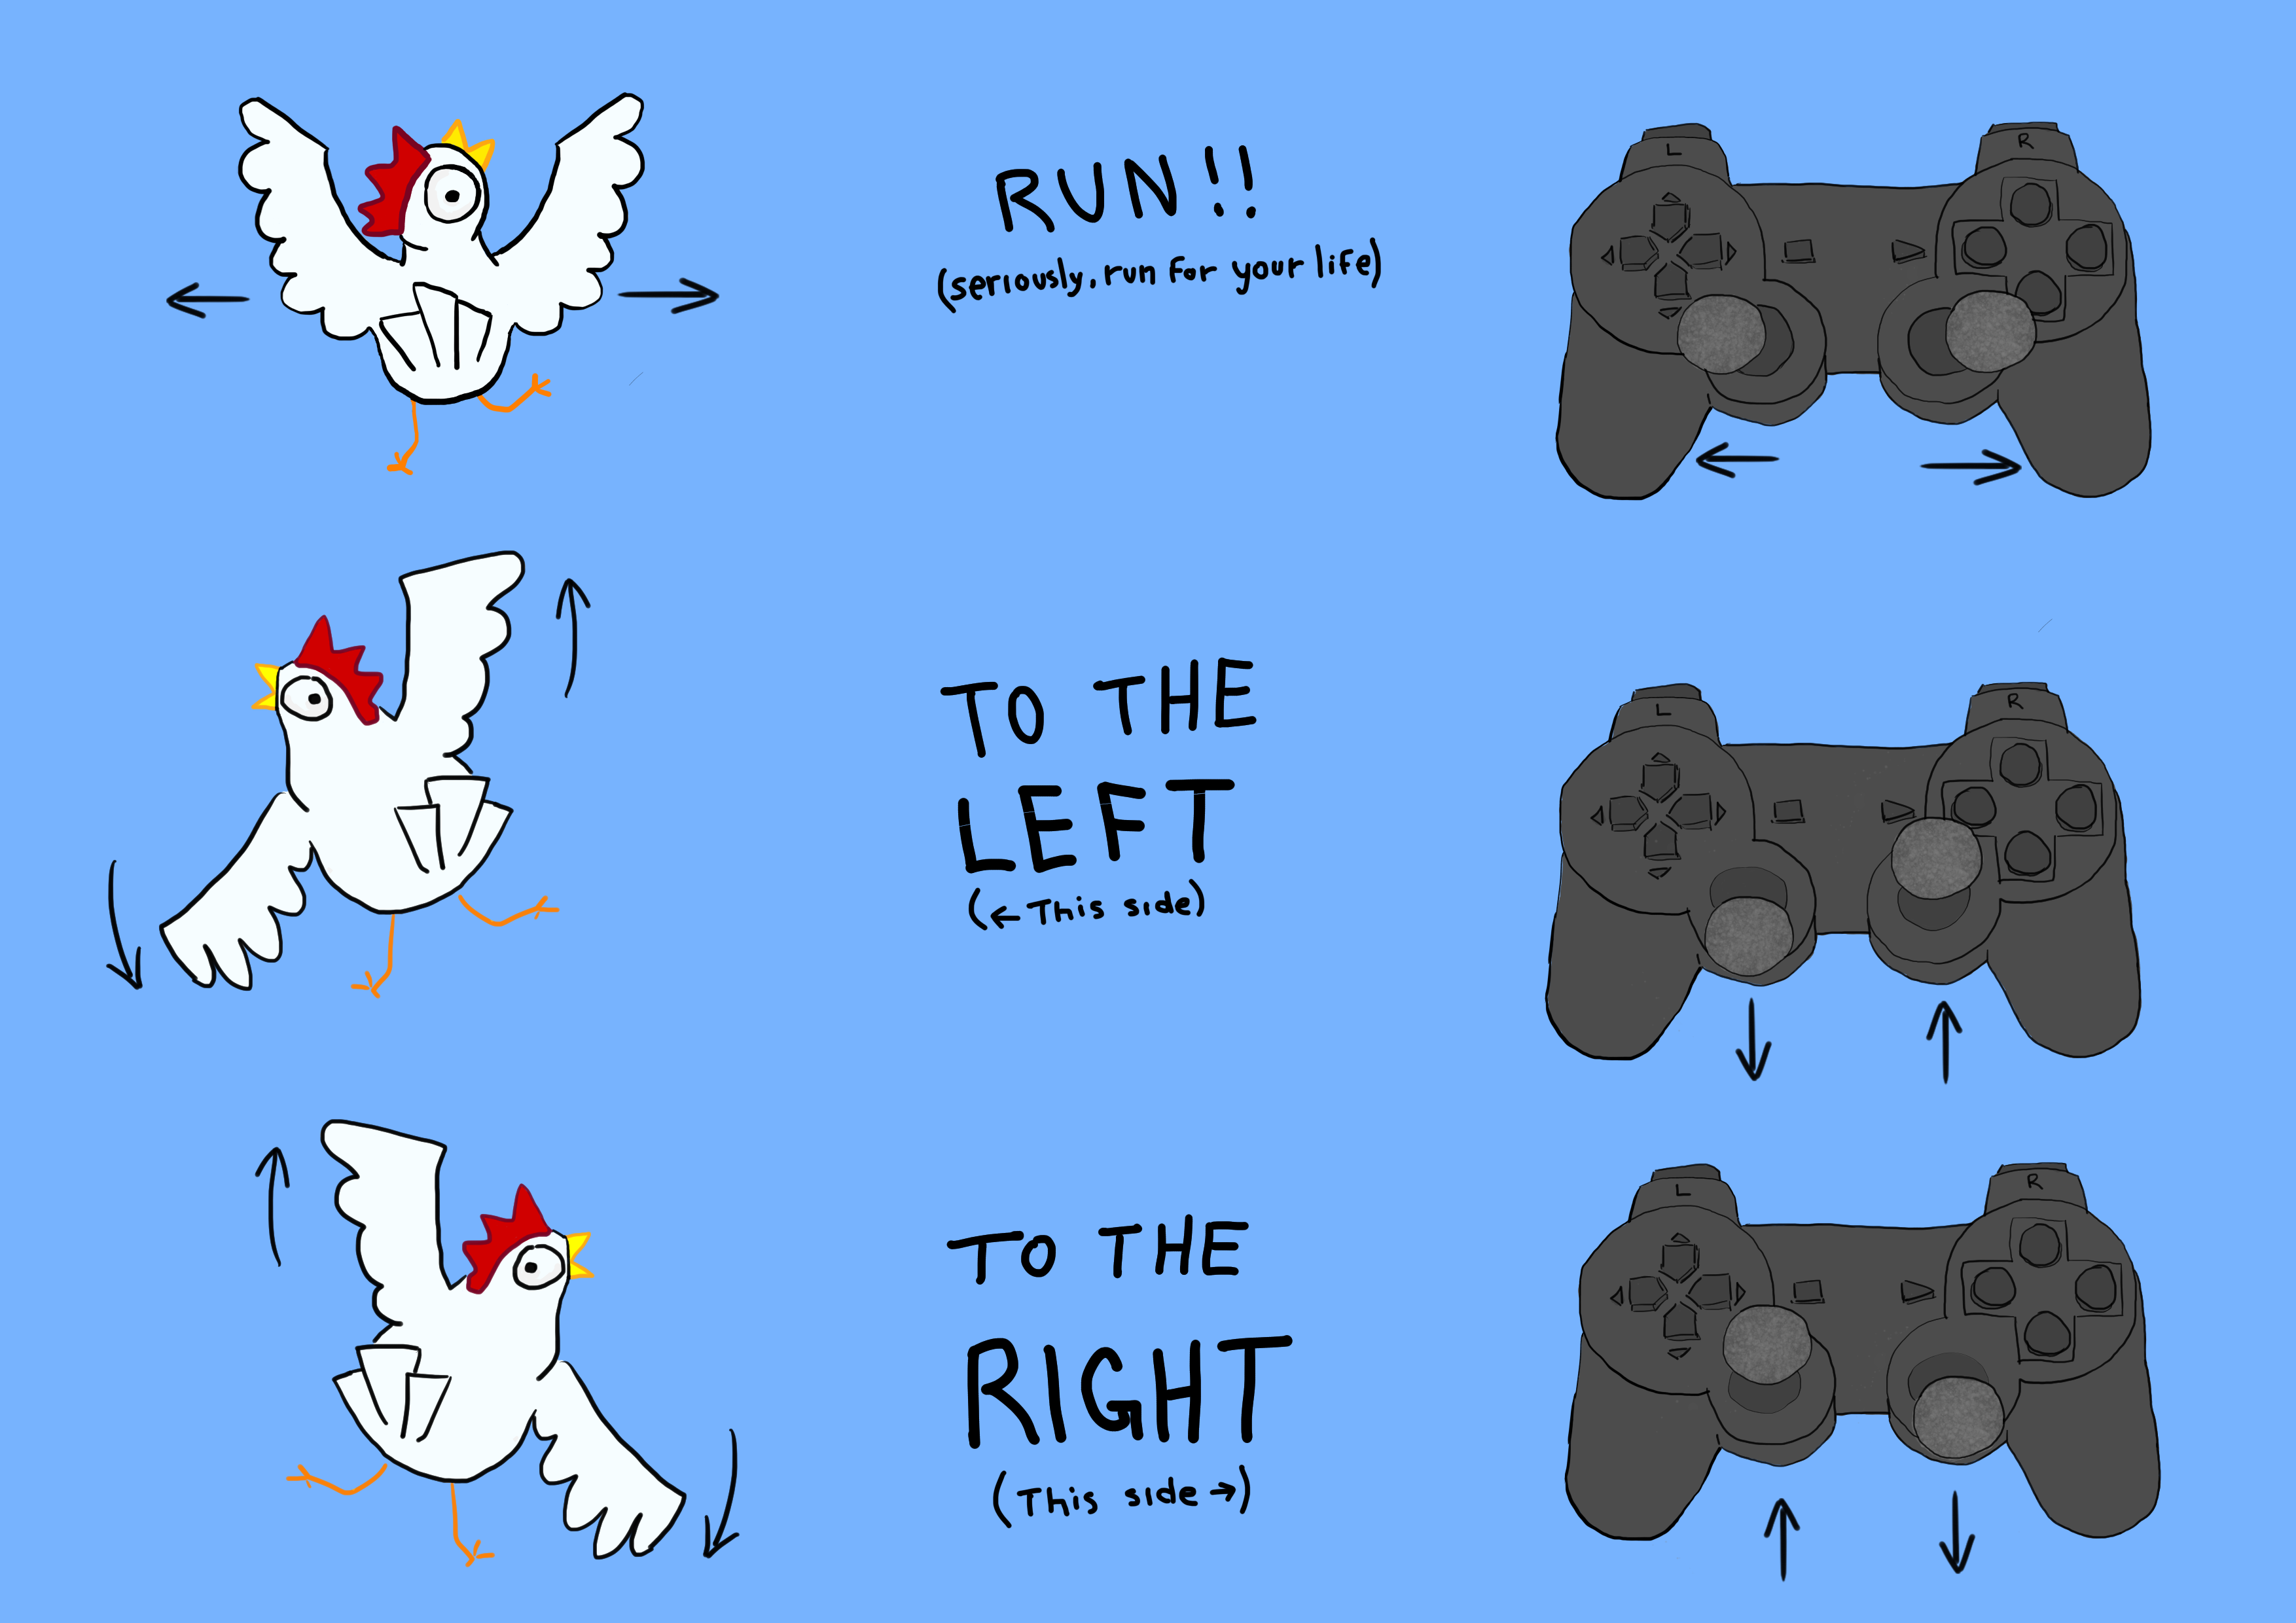 RUN!!
(seriously, run for your life)
L
R
TO THE
LEFT
(← This side)
L
R
TO THE
RIGHT
(This side →)
L
R